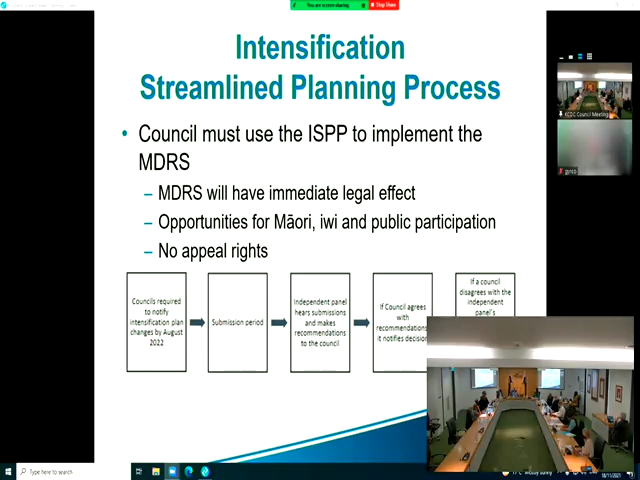 You are screen sharing
Stop Share
Intensification
Streamlined Planning Process
• Council must use the ISPP to implement the
MDRS
– MDRS will have immediate legal effect
– Opportunities for Māori, iwi and public participation
– No appeal rights
Councils required
to notify
intensification plan
changes by August
2022
Submission period
Independent panel
hears submissions
and makes
recommendations
to the council
If Council agrees
with
recommendations
it notifies decision
If a council
disagrees with the
independent
panel's
KCDC Council Meeting
Type here to search
18/11/2021